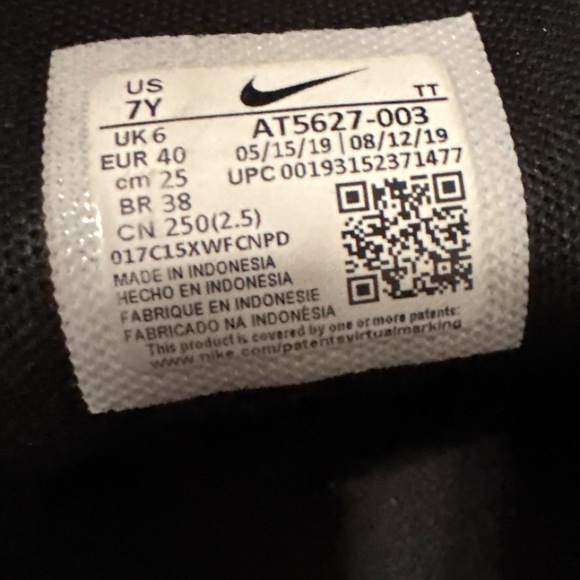 US
7Y
TT
UK 6
AT5627-003
EUR 40
05/15/19 | 08/12/19
cm 25
UPC 00193152371477
BR 38
CN 250(2.5)
017C15XWFCNPD
MADE IN INDONESIA
HECHO EN INDONESIA
FABRIQUE EN INDONESIE
FABRICADO NA INDONÉSIA
This product is covered by one or more patents:
www.nike.com/patentsvirtualmarking